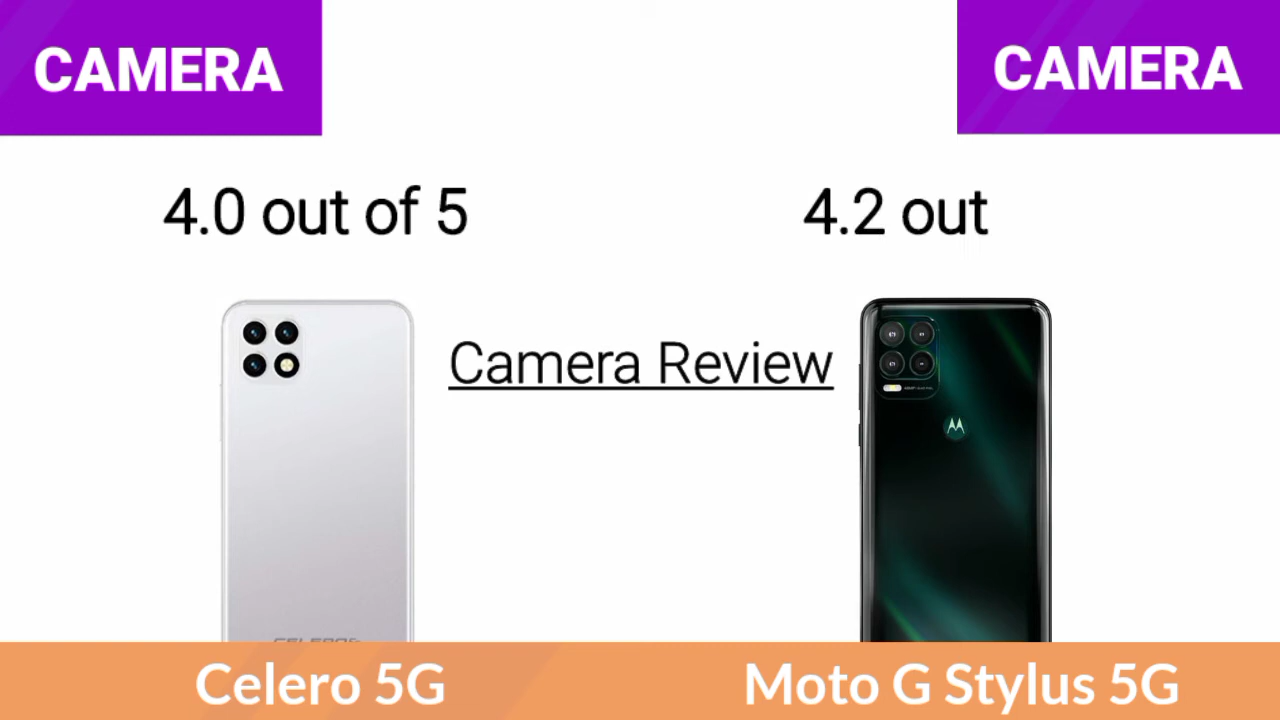 CAMERA
CAMERA
4.0 out of 5
4.2 out
Camera Review
Celero 5G
Moto G Stylus 5G